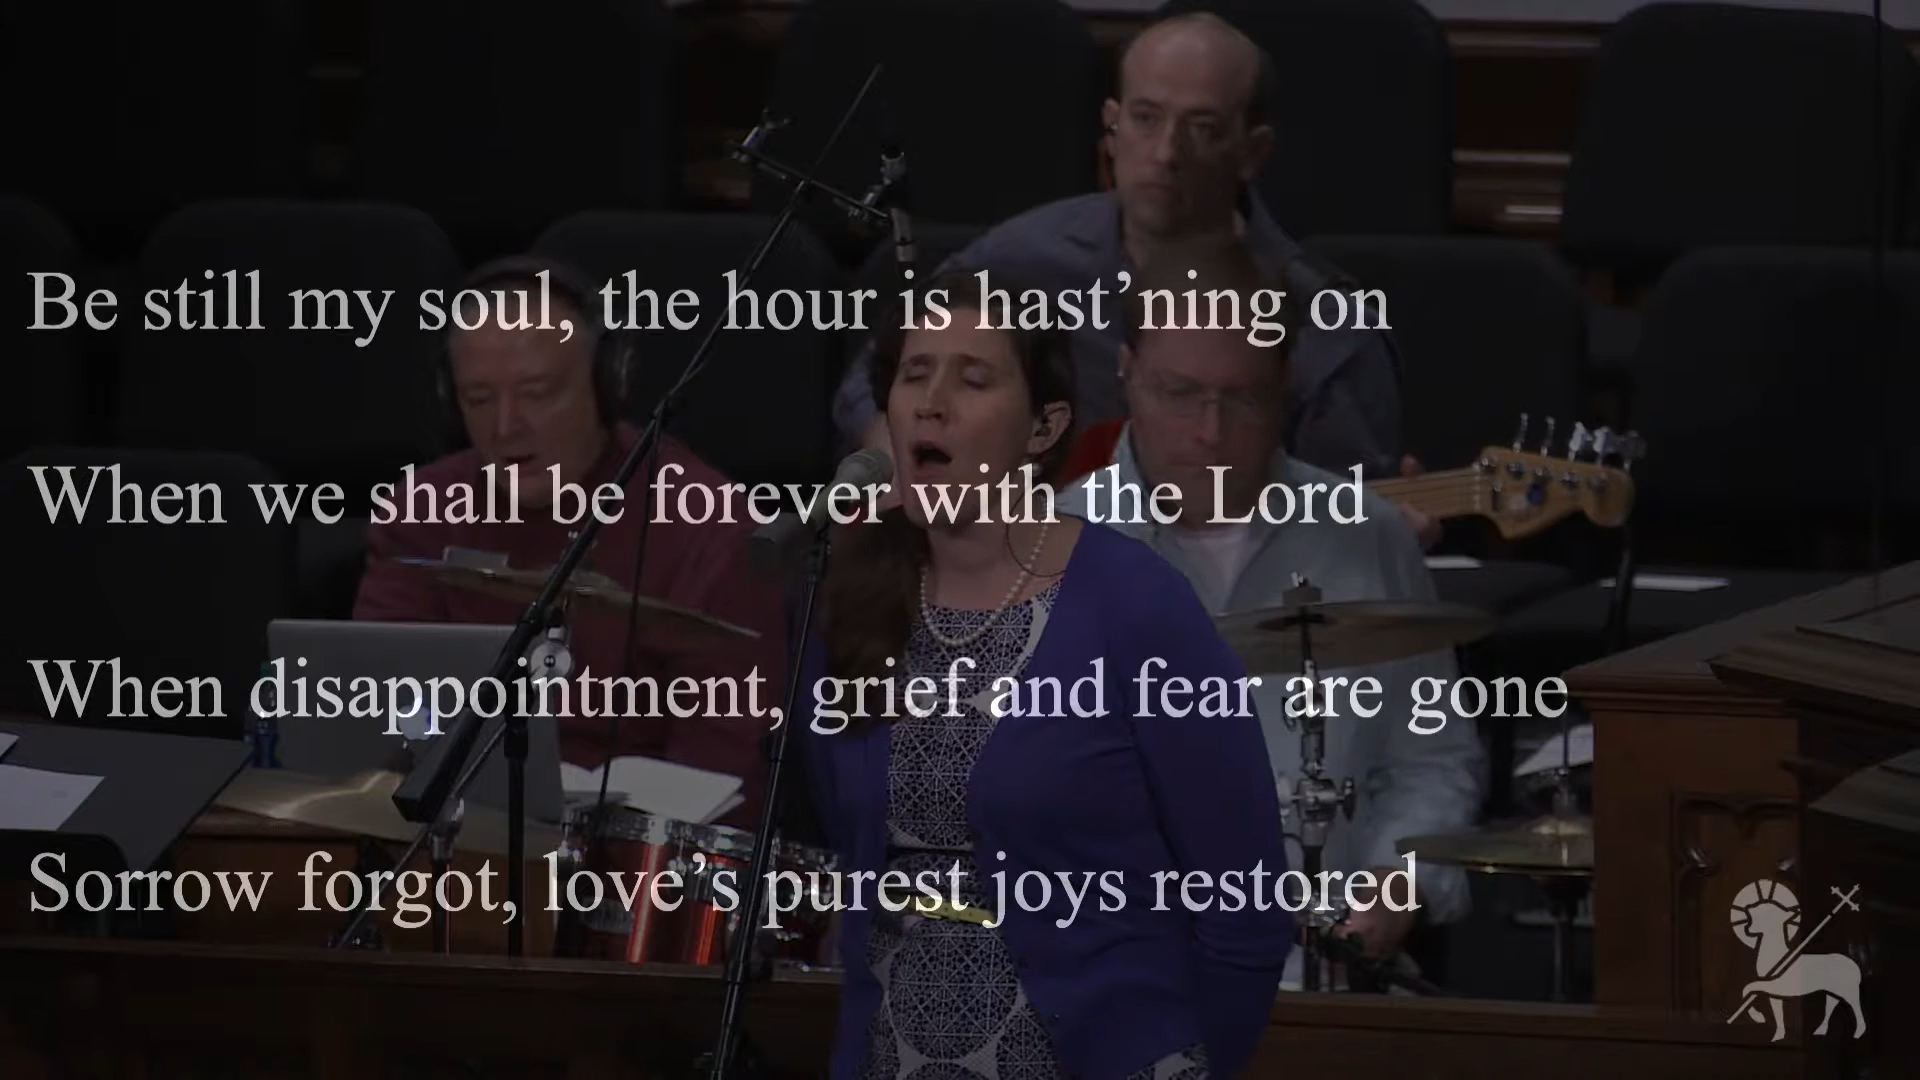 Be still my soul, the hour is hast’ning on
When we shall be forever with the Lord
When disappointment, grief and fear are gone
Sorrow forgot, love’s purest joys restored